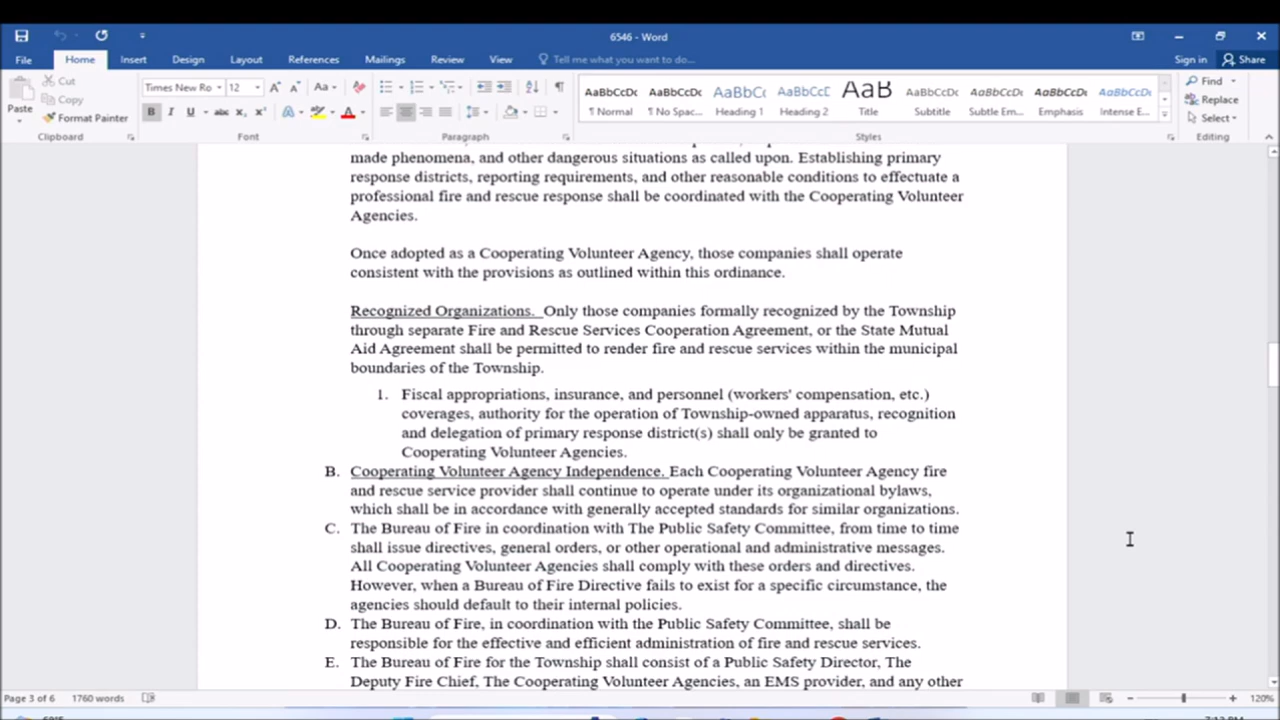 6546 - Word
File Home Insert Design Layout References Mailings Review View Tell me what you want to do... Sign in Share
Cut
Copy
Paste
Format Painter
Clipboard
Times New Ro 12
Font
Paragraph
AaBbCcDc AaBbCcDc AaBbCc AaBbCcD AaB AaBbCcDc AaBbCcDc AaBbCcDc AaBbCcDc
¶ Normal ¶ No Spac... Heading 1 Heading 2 Title Subtitle Subtle Em... Emphasis Intense E...
Styles
Find
Replace
Select
Editing
made phenomena, and other dangerous situations as called upon. Establishing primary
response districts, reporting requirements, and other reasonable conditions to effectuate a
professional fire and rescue response shall be coordinated with the Cooperating Volunteer
Agencies.
Once adopted as a Cooperating Volunteer Agency, those companies shall operate
consistent with the provisions as outlined within this ordinance.
Recognized Organizations. Only those companies formally recognized by the Township
through separate Fire and Rescue Services Cooperation Agreement, or the State Mutual
Aid Agreement shall be permitted to render fire and rescue services within the municipal
boundaries of the Township.
1. Fiscal appropriations, insurance, and personnel (workers' compensation, etc.)
coverages, authority for the operation of Township-owned apparatus, recognition
and delegation of primary response district(s) shall only be granted to
Cooperating Volunteer Agencies.
B. Cooperating Volunteer Agency Independence. Each Cooperating Volunteer Agency fire
and rescue service provider shall continue to operate under its organizational bylaws,
which shall be in accordance with generally accepted standards for similar organizations.
C. The Bureau of Fire in coordination with The Public Safety Committee, from time to time
shall issue directives, general orders, or other operational and administrative messages.
All Cooperating Volunteer Agencies shall comply with these orders and directives.
However, when a Bureau of Fire Directive fails to exist for a specific circumstance, the
agencies should default to their internal policies.
D. The Bureau of Fire, in coordination with the Public Safety Committee, shall be
responsible for the effective and efficient administration of fire and rescue services.
E. The Bureau of Fire for the Township shall consist of a Public Safety Director, The
Deputy Fire Chief, The Cooperating Volunteer Agencies, an EMS provider, and any other
Page 3 of 6 1760 words 120%